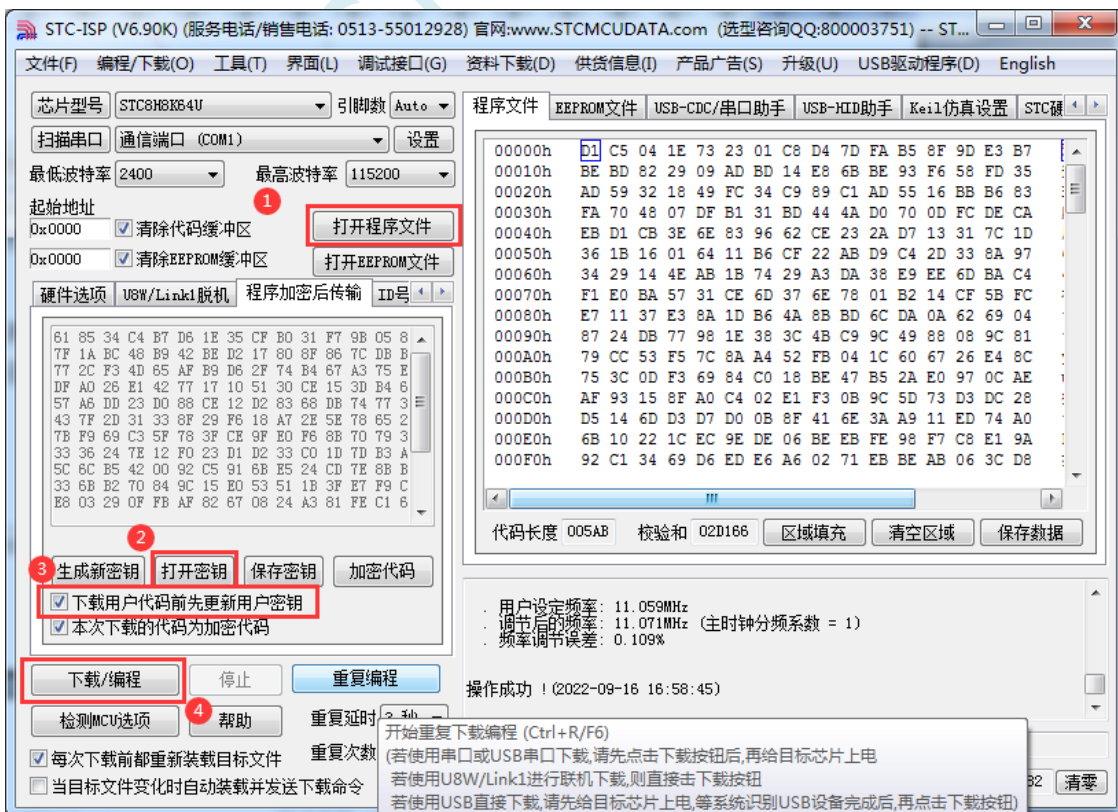 STC-ISP (V6.90K) (服务电话/销售电话: 0513-55012928) 官网:www.STCMCUDATA.com (选型咨询QQ:800003751) -- ST...
文件(F) 编程/下载(O) 工具(T) 界面(L) 调试接口(G) 资料下载(D) 供货信息(I) 产品广告(S) 升级(U) USB驱动程序(D) English
芯片型号 STC8H8K64U 引脚数 Auto
扫描串口 通信端口 (COM1) 设置
最低波特率 2400 最高波特率 115200
1
起始地址
0x0000 清除代码缓冲区 打开程序文件
0x0000 清除EEPROM缓冲区 打开EEPROM文件
硬件选项 U8W/Link1脱机 程序加密后传输 ID号
61 85 34 C4 B7 D6 1E 35 CF B0 31 F7 9B 05 8
7F 1A BC 48 B9 42 BE D2 17 80 8F 86 7C DB B
77 2C F3 4D 65 AF B9 D6 2F 74 B4 67 A3 75 E
DF A0 26 E1 42 77 17 10 51 30 CE 15 3D B4 6
57 A6 DD 23 D0 88 CE 12 D2 83 68 DB 74 77 3
43 7F 2D 31 33 8F 29 F6 18 A7 2E 5E 78 65 2
7B F9 69 C3 5F 78 3F CE 9F E0 F6 8B 70 79 3
33 36 24 7E 12 F0 23 D1 D2 33 C0 1D 7D B3 A
5C 6C B5 42 00 92 C5 91 6B E5 24 CD 7E 8B B
33 6B B2 70 84 9C 15 E0 53 51 1B 3F E7 F9 C
E8 03 29 0F FB AF 82 67 08 24 A3 81 FE C1 6
2
3 生成新密钥 打开密钥 保存密钥 加密代码
下载用户代码前先更新用户密钥
本次下载的代码为加密代码
下载/编程 停止 重复编程
4
检测MCU选项 帮助 重复延时 3 秒
每次下载前都重新装载目标文件 重复次数
当目标文件变化时自动装载并发送下载命令
程序文件 EEPROM文件 USB-CDC/串口助手 USB-HID助手 Keil仿真设置 STC硬
00000h D1 C5 04 1E 73 23 01 C8 D4 7D FA B5 8F 9D E3 B7
00010h BE BD 82 29 09 AD BD 14 E8 6B BE 93 F6 58 FD 35
00020h AD 59 32 18 49 FC 34 C9 89 C1 AD 55 16 BB B6 83
00030h FA 70 48 07 DF B1 31 BD 44 4A D0 70 0D FC DE CA
00040h EB D1 CB 3E 6E 83 96 62 CE 23 2A D7 13 31 7C 1D
00050h 36 1B 16 01 64 11 B6 CF 22 AB D9 C4 2D 33 8A 97
00060h 34 29 14 4E AB 1B 74 29 A3 DA 38 E9 EE 6D BA C4
00070h F1 E0 BA 57 31 CE 6D 37 6E 78 01 B2 14 CF 5B FC
00080h E7 11 37 E3 8A 1D B6 4A 8B BD 6C DA 0A 62 69 04
00090h 87 24 DB 77 98 1E 38 3C 4B C9 9C 49 88 08 9C 81
000A0h 79 CC 53 F5 7C 8A A4 52 FB 04 1C 60 67 26 E4 8C
000B0h 75 3C 0D F3 69 84 C0 18 BE 47 B5 2A E0 97 0C AE
000C0h AF 93 15 8F A0 C4 02 E1 F3 0B 9C 5D 73 D3 DC 28
000D0h D5 14 6D D3 D7 D0 0B 8F 41 6E 3A A9 11 ED 74 A0
000E0h 6B 10 22 1C EC 9E DE 06 BE EB FE 98 F7 C8 E1 9A
000F0h 92 C1 34 69 D6 ED E6 A6 02 71 EB BE AB 06 3C D8
代码长度 005AB 校验和 02D166 区域填充 清空区域 保存数据
. 用户设定频率: 11.059MHz
. 调节后的频率: 11.071MHz (主时钟分频系数 = 1)
. 频率调节误差: 0.109%
操作成功 !(2022-09-16 16:58:45)
开始重复下载编程 (Ctrl+R/F6)
(若使用串口或USB串口下载,请先点击下载按钮后,再给目标芯片上电
若使用U8W/Link1进行联机下载,则直接击下载按钮
若使用USB直接下载,请先给目标芯片上电,等系统识别USB设备完成后,再点击下载按钮)
82 清零